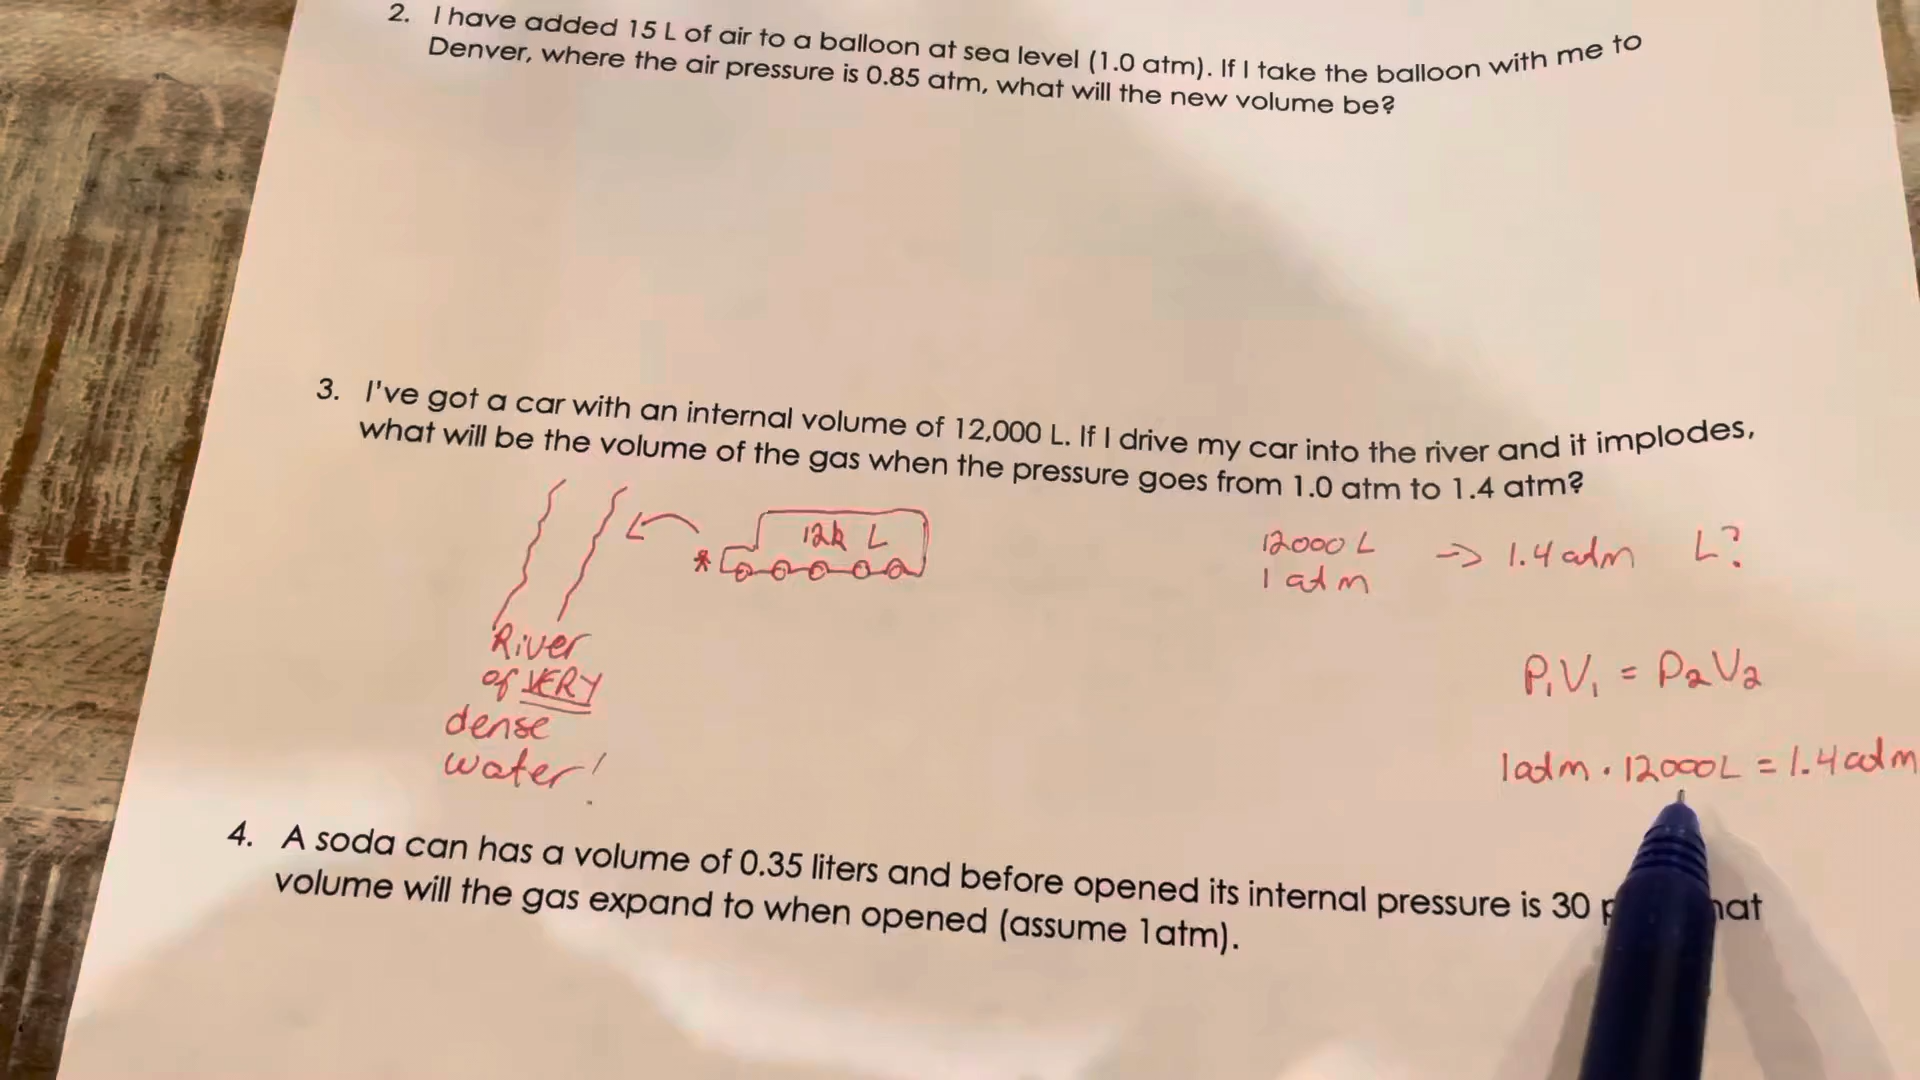 2. I have added 15 L of air to a balloon at sea level (1.0 atm). If I take the balloon with me to
Denver, where the air pressure is 0.85 atm, what will the new volume be?
3. I've got a car with an internal volume of 12,000 L. If I drive my car into the river and it implodes,
what will be the volume of the gas when the pressure goes from 1.0 atm to 1.4 atm?
12k L
12000 L → 1.4 atm L?
1 atm
River
of VERY
dense
water!
P₁V₁ = P₂V₂
1atm · 12000L = 1.4 atm
4. A soda can has a volume of 0.35 liters and before opened its internal pressure is 30
volume will the gas expand to when opened (assume 1atm).